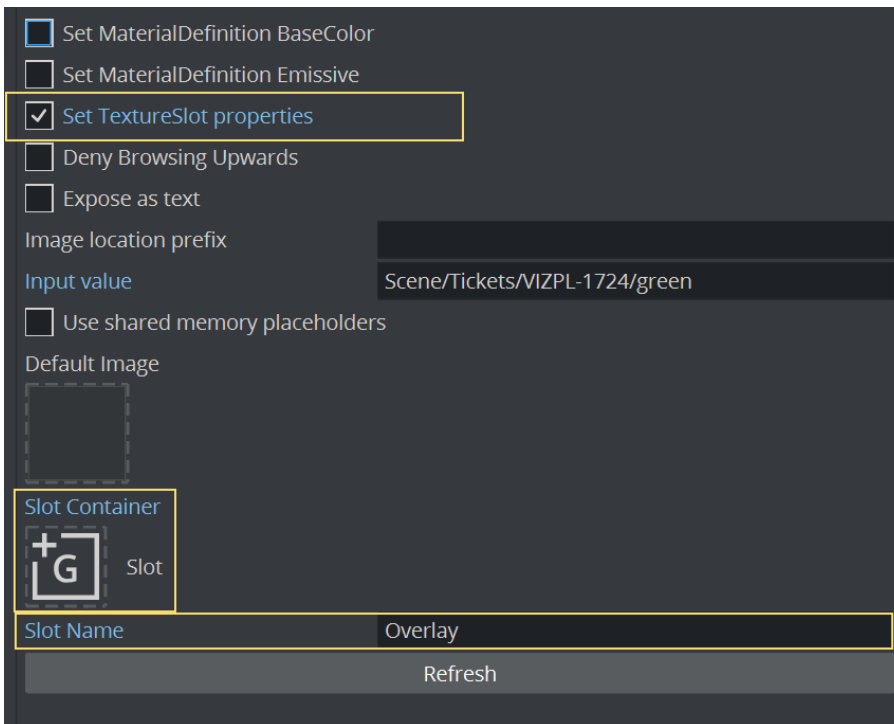 Set MaterialDefinition BaseColor
Set MaterialDefinition Emissive
Set TextureSlot properties
Deny Browsing Upwards
Expose as text
Image location prefix
Input value Scene/Tickets/VIZPL-1724/green
Use shared memory placeholders
Default Image
Slot Container
G Slot
Slot Name Overlay
Refresh